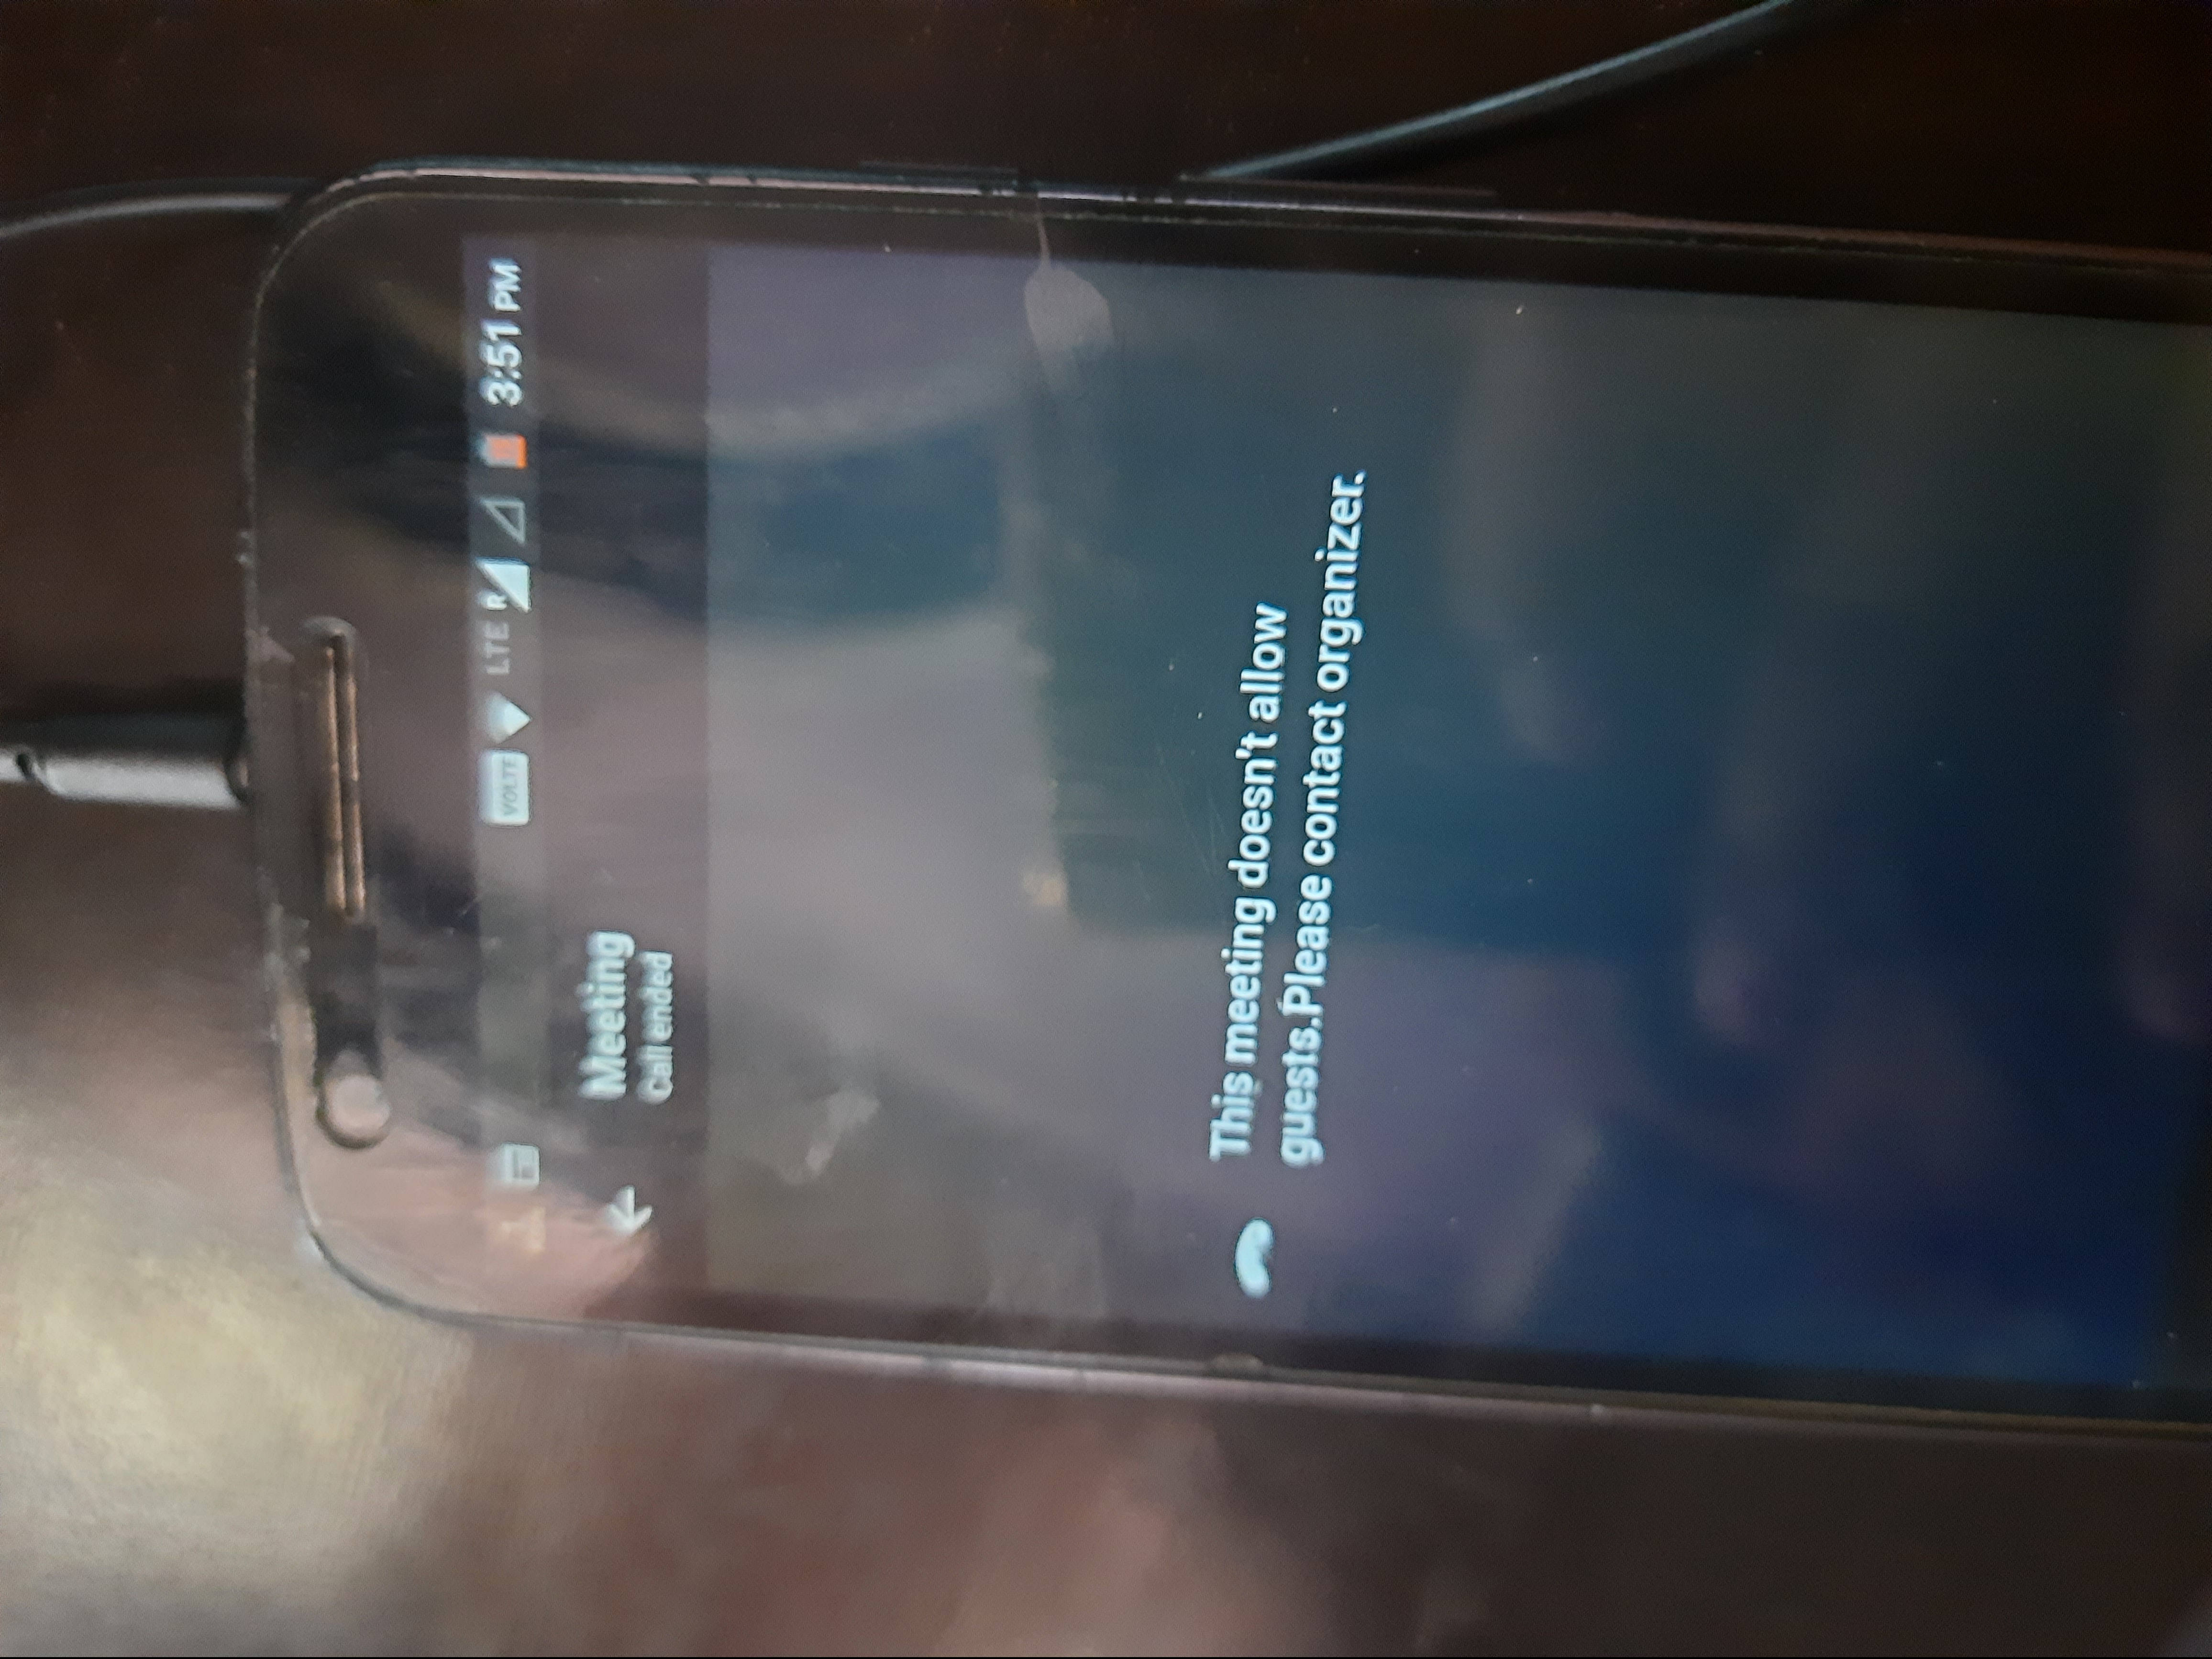 VOLTE LTE R 3:51 PM
Meeting
Call ended
This meeting doesn't allow
guests.Please contact organizer.